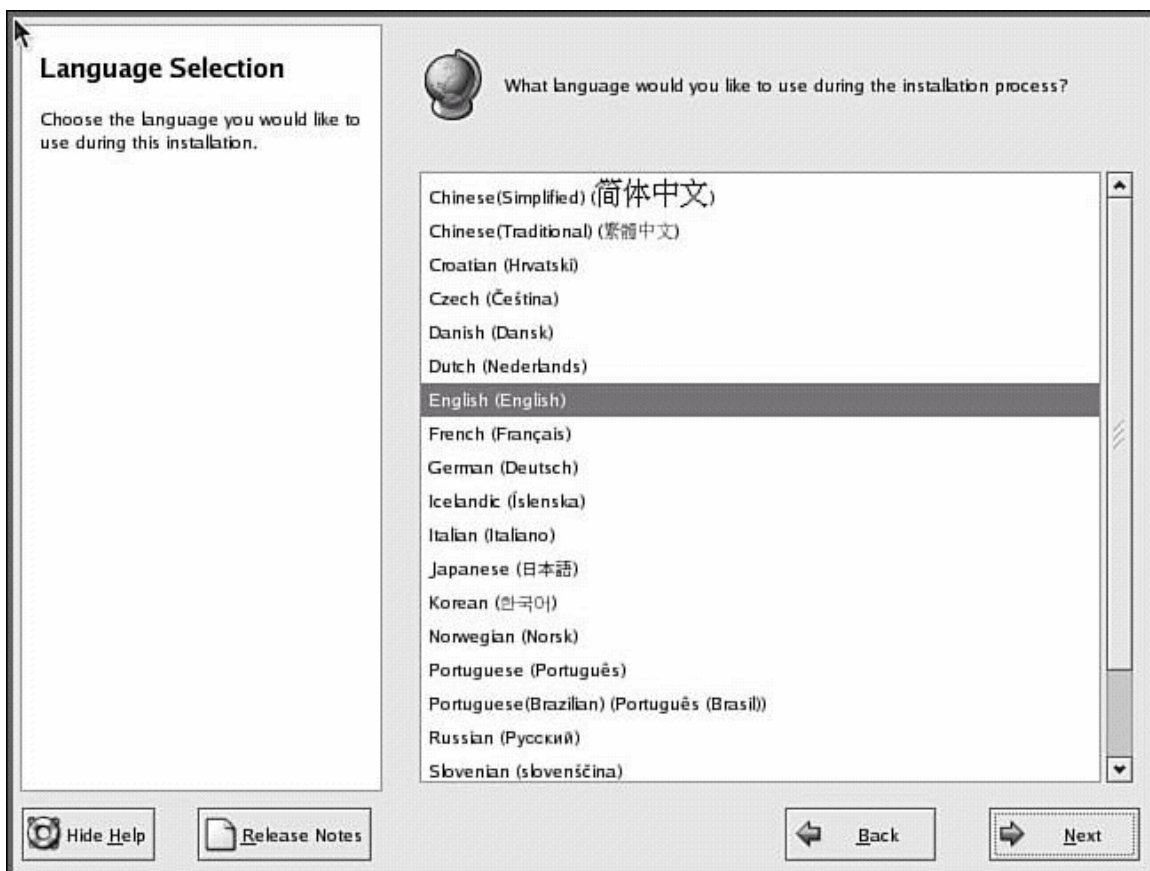 Language Selection
Choose the language you would like to
use during this installation.
What language would you like to use during the installation process?
Chinese(Simplified) (简体中文)
Chinese(Traditional) (繁體中文)
Croatian (Hrvatski)
Czech (Čeština)
Danish (Dansk)
Dutch (Nederlands)
English (English)
French (Français)
German (Deutsch)
Icelandic (Íslenska)
Italian (Italiano)
Japanese (日本語)
Korean (한국어)
Norwegian (Norsk)
Portuguese (Português)
Portuguese(Brazilian) (Português (Brasil))
Russian (Русский)
Slovenian (slovenščina)
Hide Help
Release Notes
Back
Next